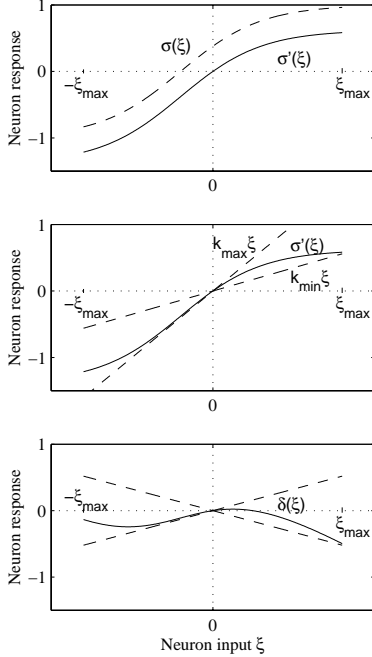 1
σ(ξ)
σ'(ξ)
0
−ξmax
ξmax
−1
0
Neuron response
1
kmaxξ
σ'(ξ)
kminξ
0
−ξmax
ξmax
−1
0
Neuron response
1
−ξmax
δ(ξ)
0
ξmax
−1
0
Neuron response
Neuron input ξ